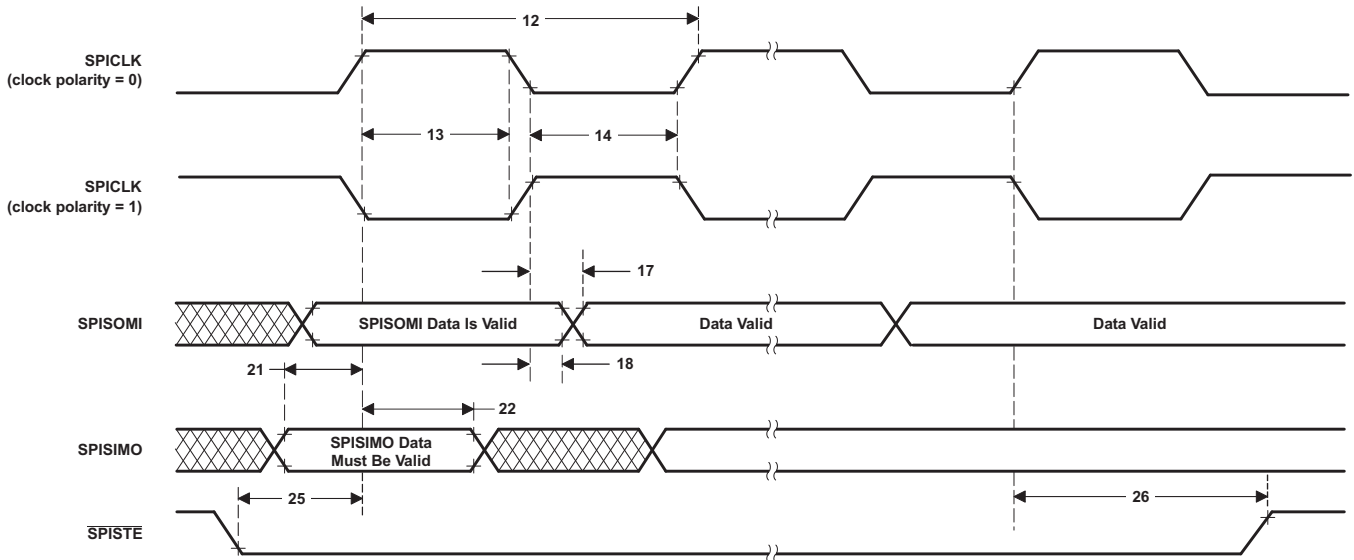 12
SPICLK
(clock polarity = 0)
13
14
SPICLK
(clock polarity = 1)
17
SPISOMI
SPISOMI Data Is Valid
Data Valid
Data Valid
21
18
22
SPISIMO
SPISIMO Data
Must Be Valid
25
26
SPISTE